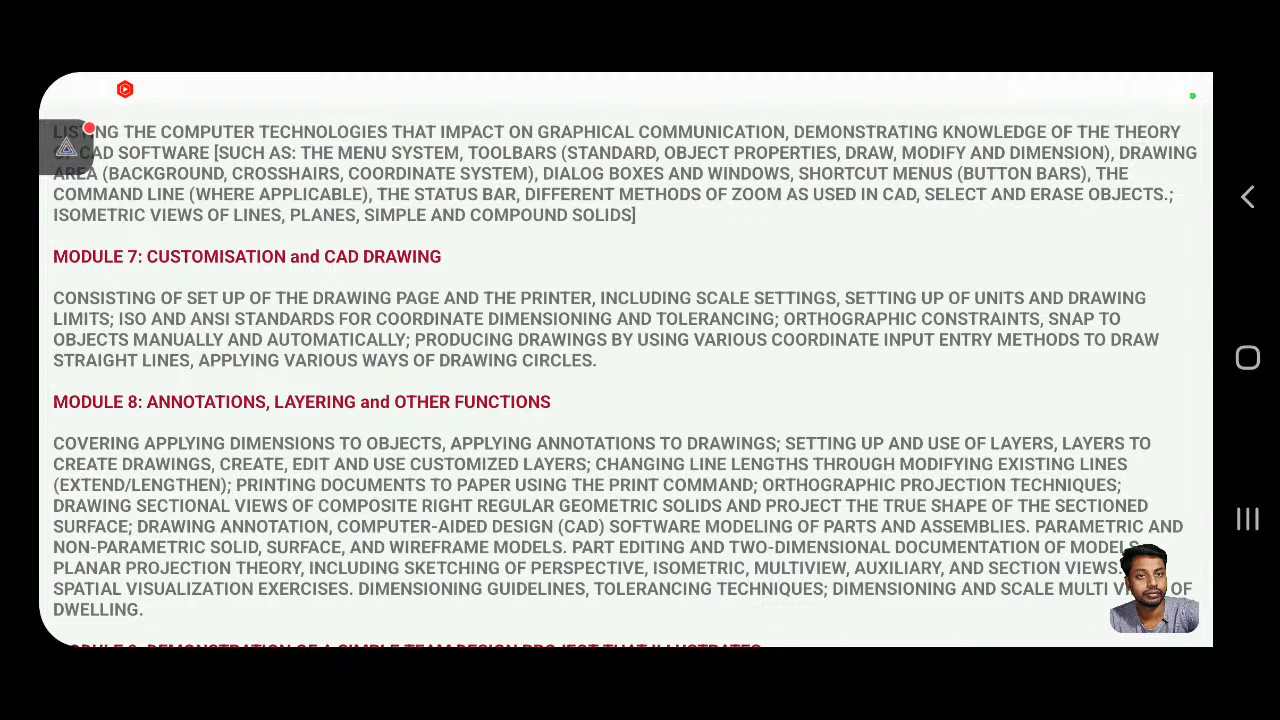 LISTING THE COMPUTER TECHNOLOGIES THAT IMPACT ON GRAPHICAL COMMUNICATION, DEMONSTRATING KNOWLEDGE OF THE THEORY
OF CAD SOFTWARE [SUCH AS: THE MENU SYSTEM, TOOLBARS (STANDARD, OBJECT PROPERTIES, DRAW, MODIFY AND DIMENSION), DRAWING
AREA (BACKGROUND, CROSSHAIRS, COORDINATE SYSTEM), DIALOG BOXES AND WINDOWS, SHORTCUT MENUS (BUTTON BARS), THE
COMMAND LINE (WHERE APPLICABLE), THE STATUS BAR, DIFFERENT METHODS OF ZOOM AS USED IN CAD, SELECT AND ERASE OBJECTS.;
ISOMETRIC VIEWS OF LINES, PLANES, SIMPLE AND COMPOUND SOLIDS]
MODULE 7: CUSTOMISATION and CAD DRAWING
CONSISTING OF SET UP OF THE DRAWING PAGE AND THE PRINTER, INCLUDING SCALE SETTINGS, SETTING UP OF UNITS AND DRAWING
LIMITS; ISO AND ANSI STANDARDS FOR COORDINATE DIMENSIONING AND TOLERANCING; ORTHOGRAPHIC CONSTRAINTS, SNAP TO
OBJECTS MANUALLY AND AUTOMATICALLY; PRODUCING DRAWINGS BY USING VARIOUS COORDINATE INPUT ENTRY METHODS TO DRAW
STRAIGHT LINES, APPLYING VARIOUS WAYS OF DRAWING CIRCLES.
MODULE 8: ANNOTATIONS, LAYERING and OTHER FUNCTIONS
COVERING APPLYING DIMENSIONS TO OBJECTS, APPLYING ANNOTATIONS TO DRAWINGS; SETTING UP AND USE OF LAYERS, LAYERS TO
CREATE DRAWINGS, CREATE, EDIT AND USE CUSTOMIZED LAYERS; CHANGING LINE LENGTHS THROUGH MODIFYING EXISTING LINES
(EXTEND/LENGTHEN); PRINTING DOCUMENTS TO PAPER USING THE PRINT COMMAND; ORTHOGRAPHIC PROJECTION TECHNIQUES;
DRAWING SECTIONAL VIEWS OF COMPOSITE RIGHT REGULAR GEOMETRIC SOLIDS AND PROJECT THE TRUE SHAPE OF THE SECTIONED
SURFACE; DRAWING ANNOTATION, COMPUTER-AIDED DESIGN (CAD) SOFTWARE MODELING OF PARTS AND ASSEMBLIES. PARAMETRIC AND
NON-PARAMETRIC SOLID, SURFACE, AND WIREFRAME MODELS. PART EDITING AND TWO-DIMENSIONAL DOCUMENTATION OF MODELS
PLANAR PROJECTION THEORY, INCLUDING SKETCHING OF PERSPECTIVE, ISOMETRIC, MULTIVIEW, AUXILIARY, AND SECTION VIEWS.
SPATIAL VISUALIZATION EXERCISES. DIMENSIONING GUIDELINES, TOLERANCING TECHNIQUES; DIMENSIONING AND SCALE MULTI OF
DWELLING.
MODULE 9: DEMONSTRATION OF A SIMPLE TEAM DESIGN PROJECT THAT ILLUSTRATES